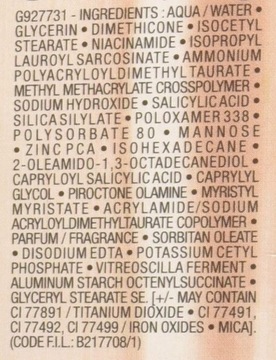 G927731 - INGREDIENTS : AQUA / WATER •
GLYCERIN • DIMETHICONE • ISOCETYL
STEARATE • NIACINAMIDE • ISOPROPYL
LAUROYL SARCOSINATE • AMMONIUM
POLYACRYLOYLDIMETHYL TAURATE •
METHYL METHACRYLATE CROSSPOLYMER •
SODIUM HYDROXIDE • SALICYLIC ACID •
SILICA SILYLATE • POLOXAMER 338 •
POLYSORBATE 80 • MANNOSE
• ZINC PCA • ISOHEXADECANE •
2-OLEAMIDO-1,3-OCTADECANEDIOL •
CAPRYLOYL SALICYLIC ACID • CAPRYLYL
GLYCOL • PIROCTONE OLAMINE • MYRISTYL
MYRISTATE • ACRYLAMIDE/SODIUM
ACRYLOYLDIMETHYLTAURATE COPOLYMER •
PARFUM / FRAGRANCE • SORBITAN OLEATE
• DISODIUM EDTA • POTASSIUM CETYL
PHOSPHATE • VITREOSCILLA FERMENT •
ALUMINUM STARCH OCTENYLSUCCINATE •
GLYCERYL STEARATE SE. [+/- MAY CONTAIN
CI 77891 / TITANIUM DIOXIDE • CI 77491,
CI 77492, CI 77499 / IRON OXIDES • MICA].
(CODE F.I.L.: B217708/1)